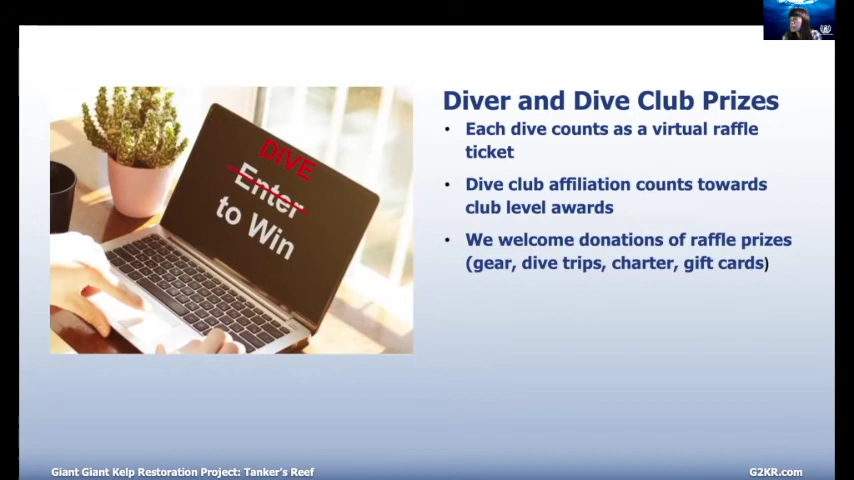 DIVE
Enter
to Win
Diver and Dive Club Prizes
• Each dive counts as a virtual raffle
ticket
• Dive club affiliation counts towards
club level awards
• We welcome donations of raffle prizes
(gear, dive trips, charter, gift cards)
Giant Giant Kelp Restoration Project: Tanker's Reef
G2KR.com